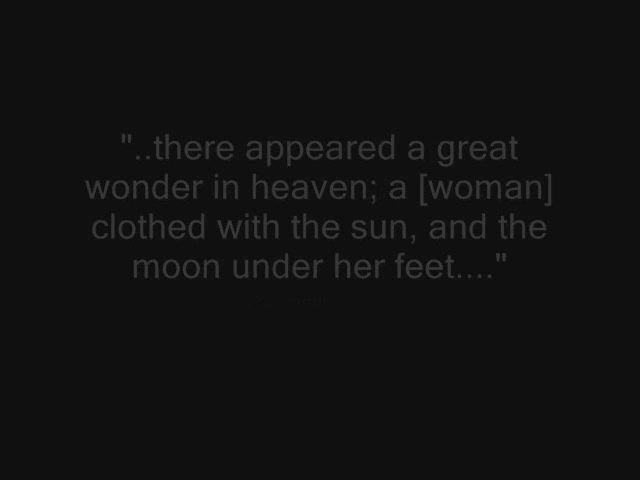 "..there appeared a great
wonder in heaven; a [woman]
clothed with the sun, and the
moon under her feet...."